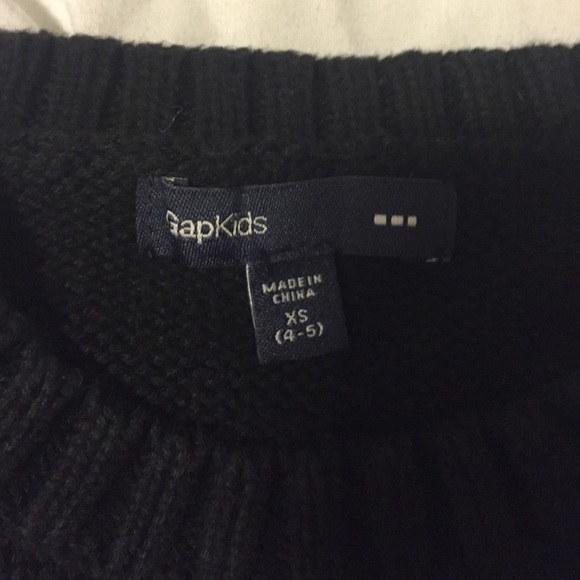 GapKids
MADE IN
CHINA
XS
(4-5)